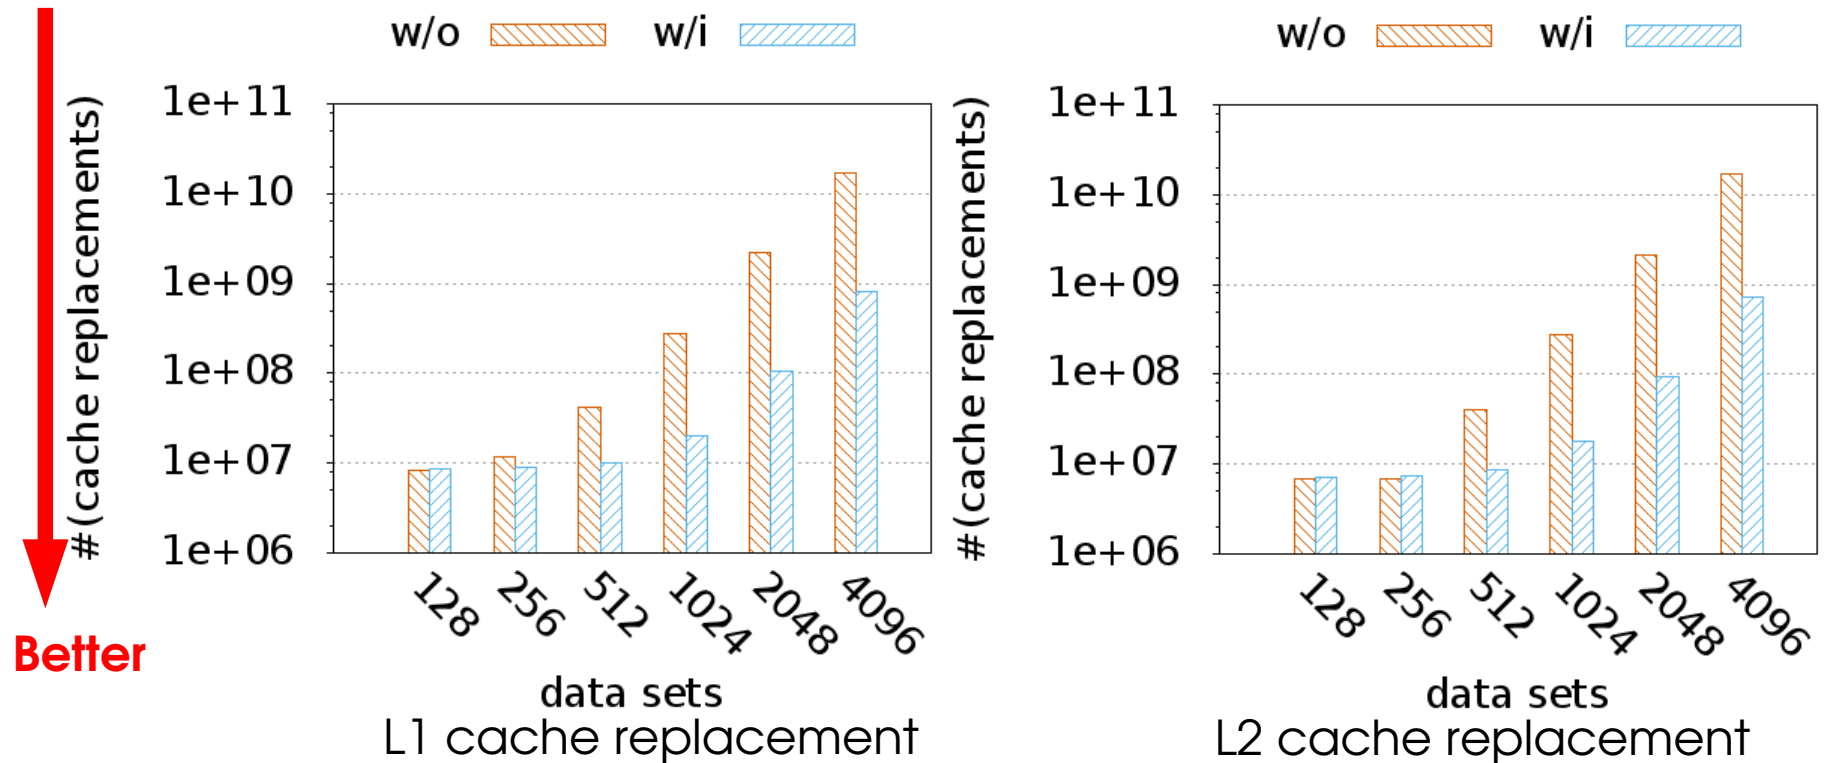 w/o w/i
# (cache replacements)
1e+11
1e+10
1e+09
1e+08
1e+07
1e+06
128 256 512 1024 2048 4096
data sets
L1 cache replacement
w/o w/i
# (cache replacements)
1e+11
1e+10
1e+09
1e+08
1e+07
1e+06
128 256 512 1024 2048 4096
data sets
L2 cache replacement
Better